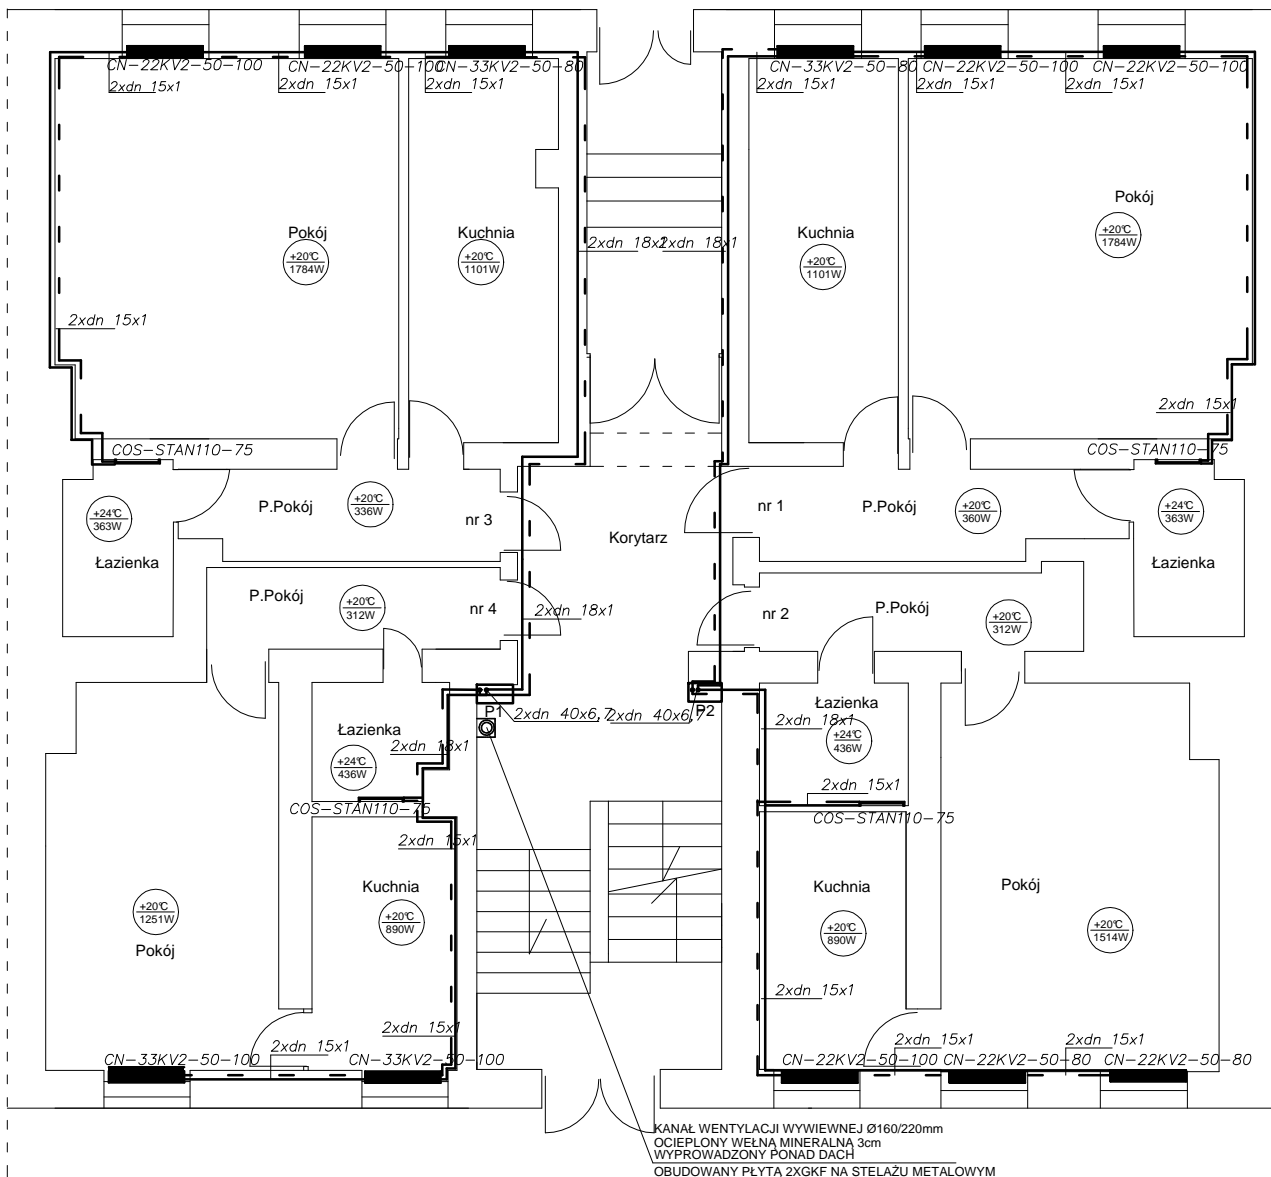 CN-22KV2-50-100
CN-22KV2-50-100
CN-33KV2-50-80
CN-33KV2-50-80
CN-22KV2-50-100
CN-22KV2-50-100
2xdn 15x1
2xdn 15x1
2xdn 15x1
2xdn 15x1
2xdn 15x1
2xdn 15x1
Pokój
+20°C
1784W
Kuchnia
+20°C
1101W
2xdn 18x1
2xdn 18x1
Kuchnia
+20°C
1101W
Pokój
+20°C
1784W
2xdn 15x1
2xdn 15x1
COS-STAN110-75
COS-STAN110-75
+24°C
363W
Łazienka
P.Pokój
+20°C
336W
nr 3
Korytarz
nr 1
P.Pokój
+20°C
360W
+24°C
363W
Łazienka
P.Pokój
+20°C
312W
nr 4
2xdn 18x1
nr 2
P.Pokój
+20°C
312W
P1
2xdn 40x6,7
2xdn 40x6,7
P2
Łazienka
+24°C
436W
2xdn 18x1
Łazienka
2xdn 18x1
+24°C
436W
COS-STAN110-75
2xdn 15x1
COS-STAN110-75
2xdn 15x1
Kuchnia
+20°C
890W
+20°C
1251W
Pokój
Kuchnia
+20°C
890W
Pokój
+20°C
1514W
2xdn 15x1
2xdn 15x1
2xdn 15x1
2xdn 15x1
2xdn 15x1
CN-33KV2-50-100
CN-33KV2-50-100
CN-22KV2-50-100
CN-22KV2-50-80
CN-22KV2-50-80
KANAŁ WENTYLACJI WYWIEWNEJ Ø160/220mm
OCIEPLONY WEŁNĄ MINERALNĄ 3cm
WYPROWADZONY PONAD DACH
OBUDOWANY PŁYTĄ 2XGKF NA STELAŻU METALOWYM